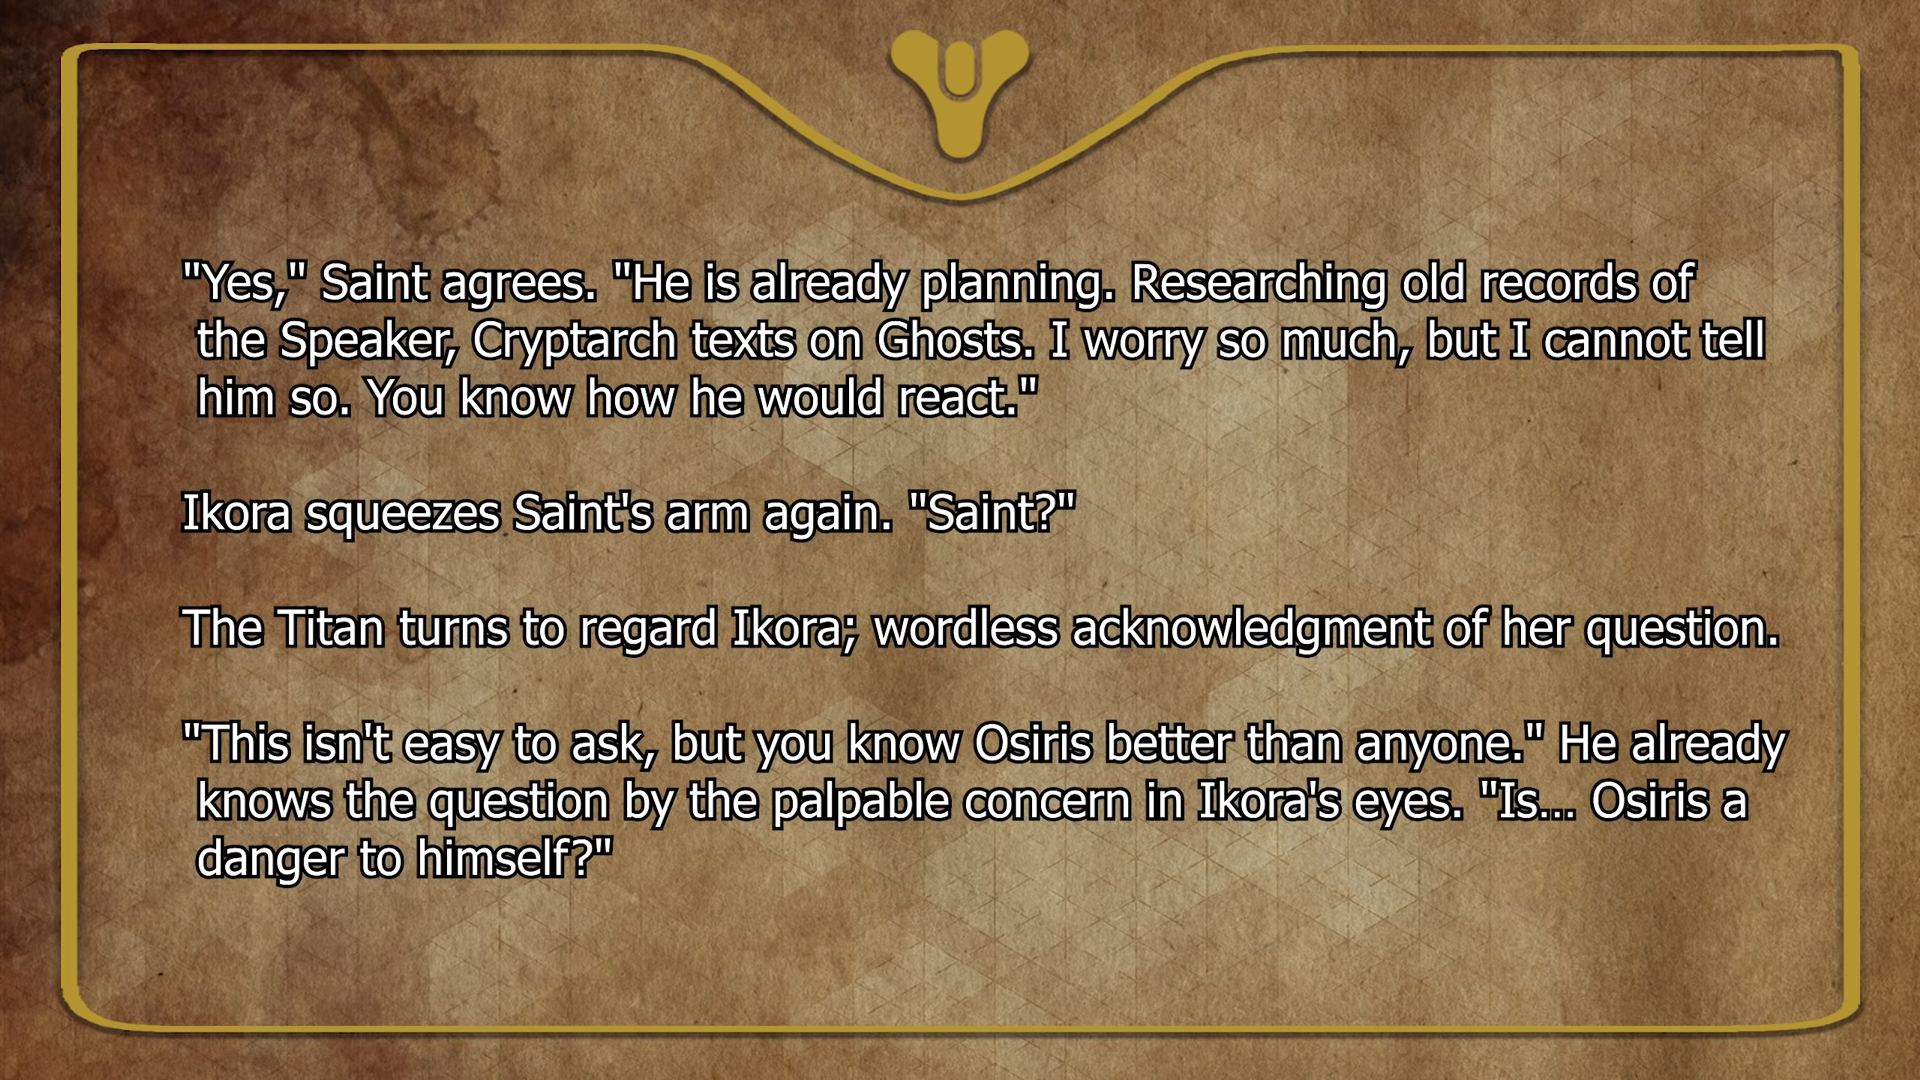 "Yes," Saint agrees. "He is already planning. Researching old records of
the Speaker, Cryptarch texts on Ghosts. I worry so much, but I cannot tell
him so. You know how he would react."
Ikora squeezes Saint's arm again. "Saint?"
The Titan turns to regard Ikora; wordless acknowledgment of her question.
"This isn't easy to ask, but you know Osiris better than anyone." He already
knows the question by the palpable concern in Ikora's eyes. "Is... Osiris a
danger to himself?"